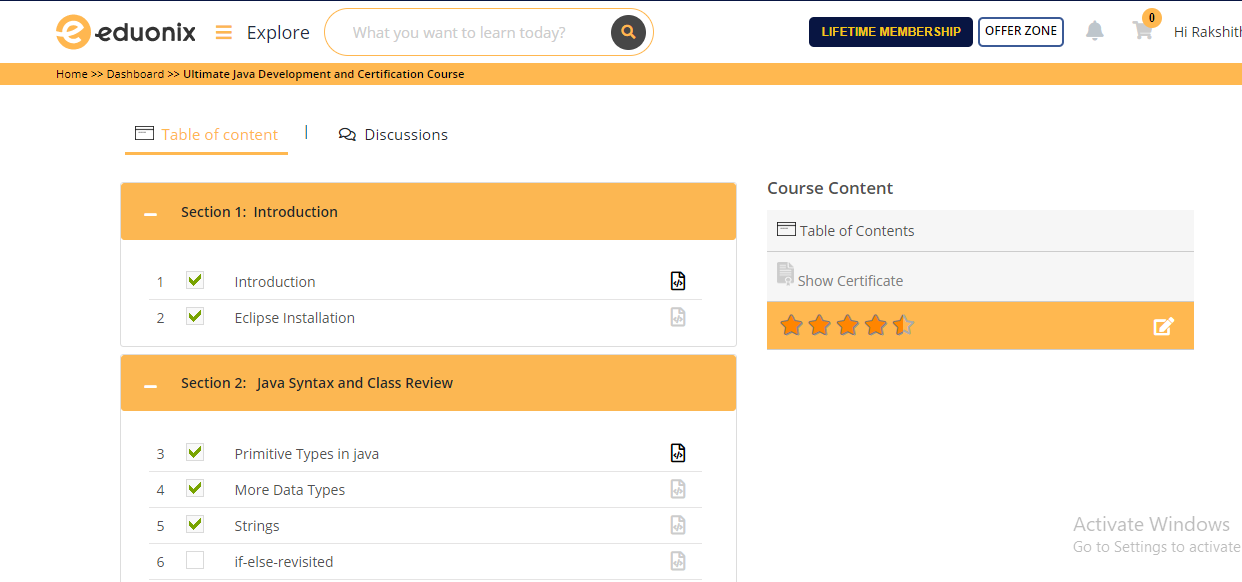 eduonix
Explore
What you want to learn today?
LIFETIME MEMBERSHIP
OFFER ZONE
0
Hi Rakshith
Home >> Dashboard >> Ultimate Java Development and Certification Course
Table of content
Discussions
Section 1: Introduction
1 Introduction
2 Eclipse Installation
Section 2: Java Syntax and Class Review
3 Primitive Types in java
4 More Data Types
5 Strings
6 if-else-revisited
Course Content
Table of Contents
Show Certificate
Activate Windows
Go to Settings to activate